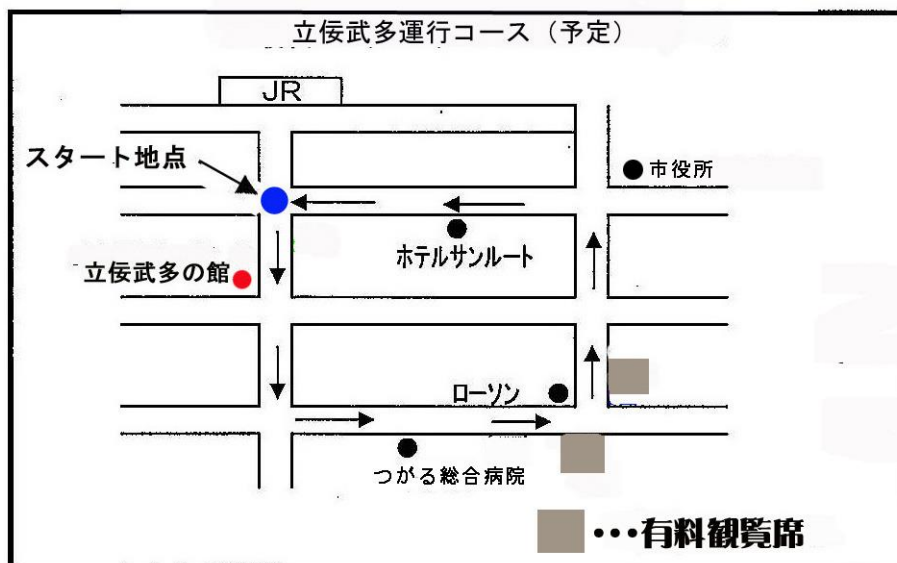 立佞武多運行コース（予定）
JR
スタート地点
市役所
ホテルサンルート
立佞武多の館
ローソン
つがる総合病院
•••有料観覧席